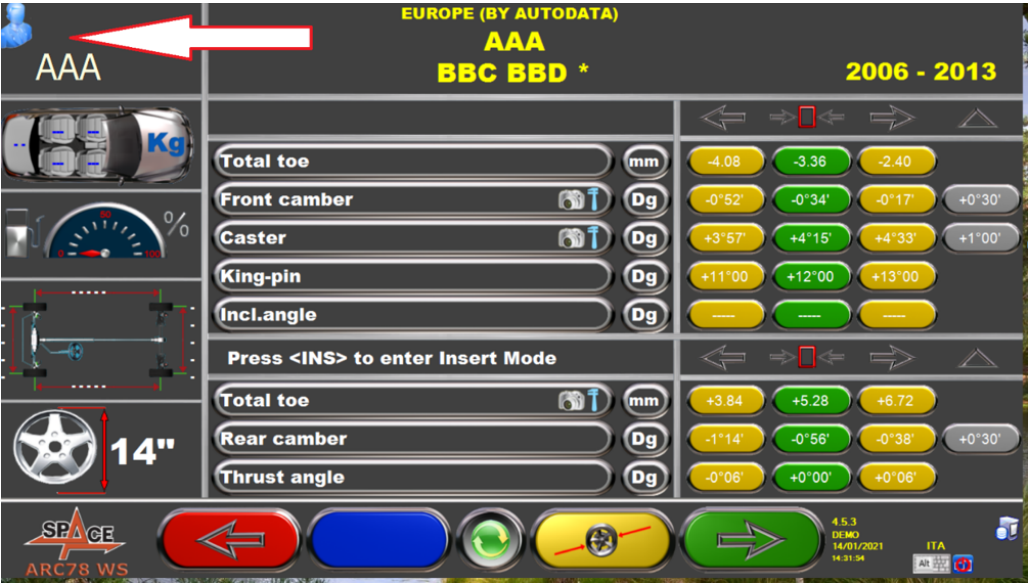 EUROPE (BY AUTODATA)
AAA
AAA
BBC BBD *
2006 - 2013
Kg
Total toe mm -4.08 -3.36 -2.40
Front camber Dg -0°52' -0°34' -0°17' +0°30'
Caster Dg +3°57' +4°15' +4°33' +1°00'
King-pin Dg +11°00 +12°00 +13°00
Incl.angle Dg ----- ----- -----
50 %
0 100
Press <INS> to enter Insert Mode
Total toe mm +3.84 +5.28 +6.72
Rear camber Dg -1°14' -0°56' -0°38' +0°30'
Thrust angle Dg -0°06' +0°00' +0°06'
14"
SPACE
ARC78 WS
4.5.3
DEMO
14/01/2021
14:31:54
ITA
Alt